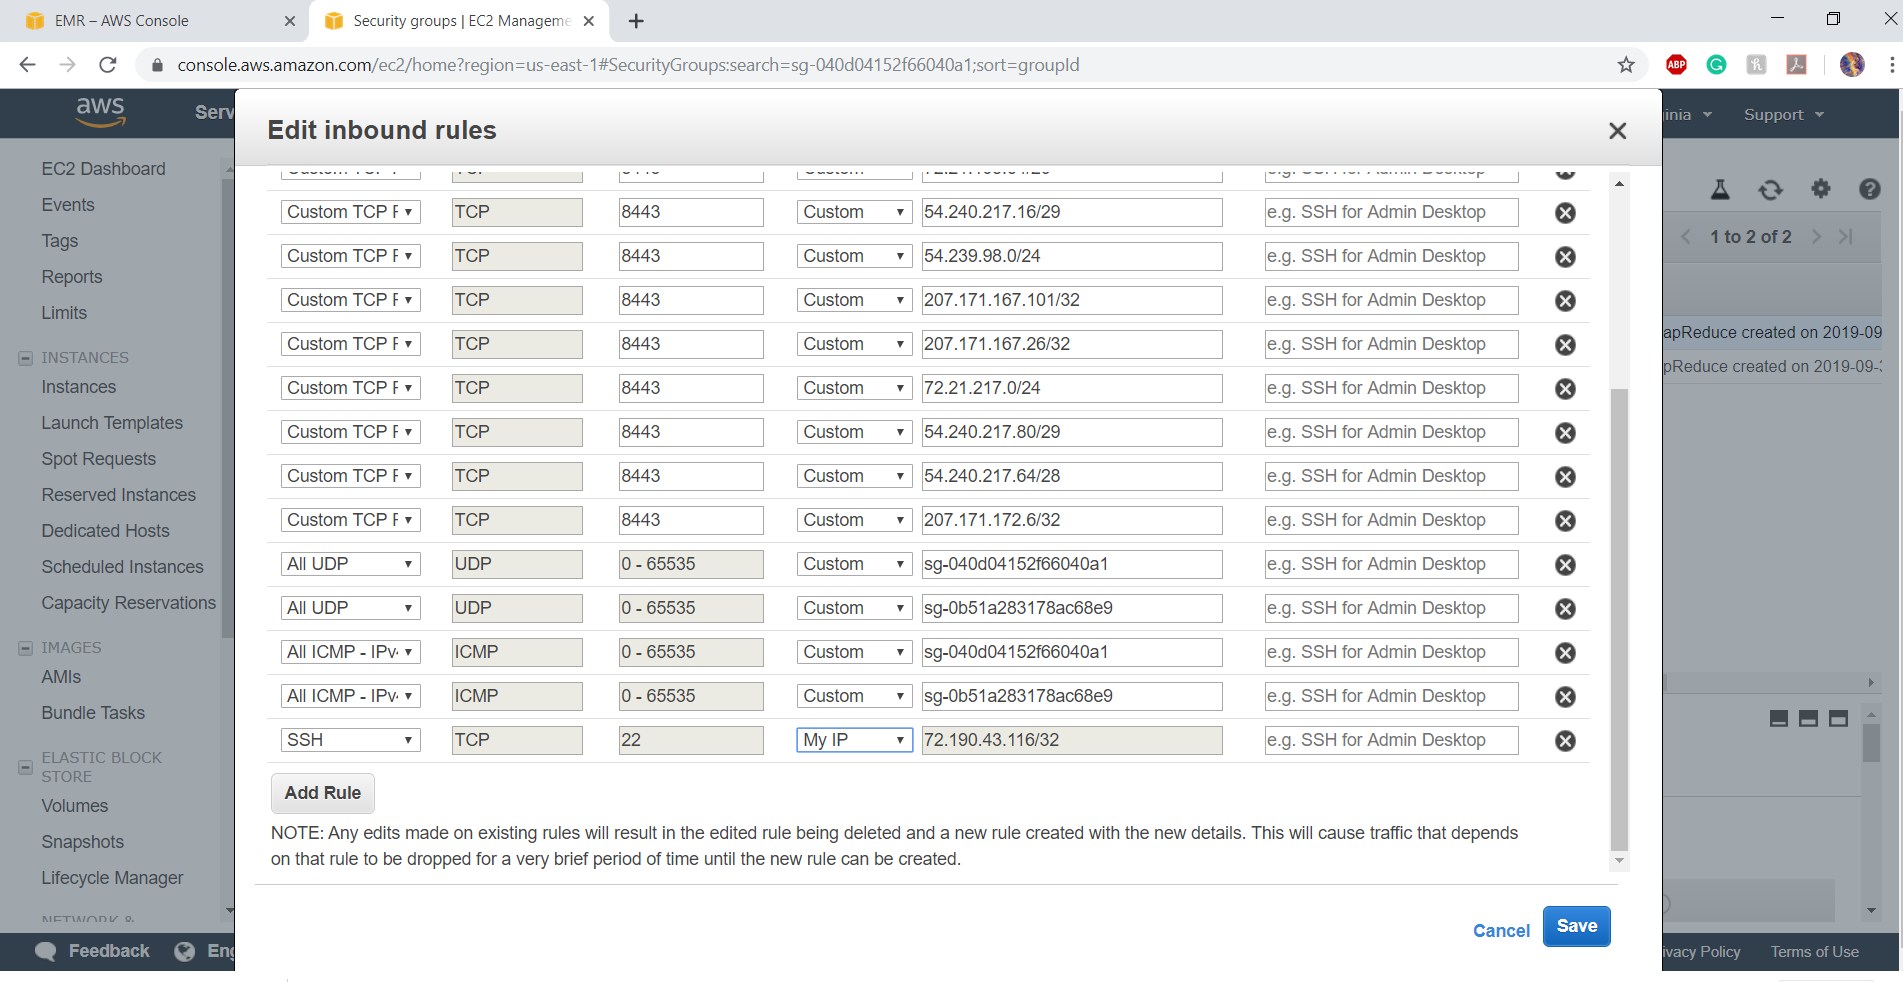 EMR – AWS Console
Security groups | EC2 Manageme
console.aws.amazon.com/ec2/home?region=us-east-1#SecurityGroups:search=sg-040d04152f66040a1;sort=groupId
ABP
aws
Serv
Edit inbound rules
inia
Support
EC2 Dashboard
Events
Tags
Reports
Limits
INSTANCES
Instances
Launch Templates
Spot Requests
Reserved Instances
Dedicated Hosts
Scheduled Instances
Capacity Reservations
IMAGES
AMIs
Bundle Tasks
ELASTIC BLOCK
STORE
Volumes
Snapshots
Lifecycle Manager
NETWORK &
Custom TCP F TCP 8443 Custom 54.240.217.16/29 e.g. SSH for Admin Desktop
Custom TCP F TCP 8443 Custom 54.239.98.0/24 e.g. SSH for Admin Desktop
Custom TCP F TCP 8443 Custom 207.171.167.101/32 e.g. SSH for Admin Desktop
Custom TCP F TCP 8443 Custom 207.171.167.26/32 e.g. SSH for Admin Desktop
Custom TCP F TCP 8443 Custom 72.21.217.0/24 e.g. SSH for Admin Desktop
Custom TCP F TCP 8443 Custom 54.240.217.80/29 e.g. SSH for Admin Desktop
Custom TCP F TCP 8443 Custom 54.240.217.64/28 e.g. SSH for Admin Desktop
Custom TCP F TCP 8443 Custom 207.171.172.6/32 e.g. SSH for Admin Desktop
All UDP UDP 0 - 65535 Custom sg-040d04152f66040a1 e.g. SSH for Admin Desktop
All UDP UDP 0 - 65535 Custom sg-0b51a283178ac68e9 e.g. SSH for Admin Desktop
All ICMP - IPv4 ICMP 0 - 65535 Custom sg-040d04152f66040a1 e.g. SSH for Admin Desktop
All ICMP - IPv4 ICMP 0 - 65535 Custom sg-0b51a283178ac68e9 e.g. SSH for Admin Desktop
SSH TCP 22 My IP 72.190.43.116/32 e.g. SSH for Admin Desktop
Add Rule
NOTE: Any edits made on existing rules will result in the edited rule being deleted and a new rule created with the new details. This will cause traffic that depends
on that rule to be dropped for a very brief period of time until the new rule can be created.
Cancel
Save
1 to 2 of 2
apReduce created on 2019-09
pReduce created on 2019-09-
Feedback
Eng
ivacy Policy
Terms of Use